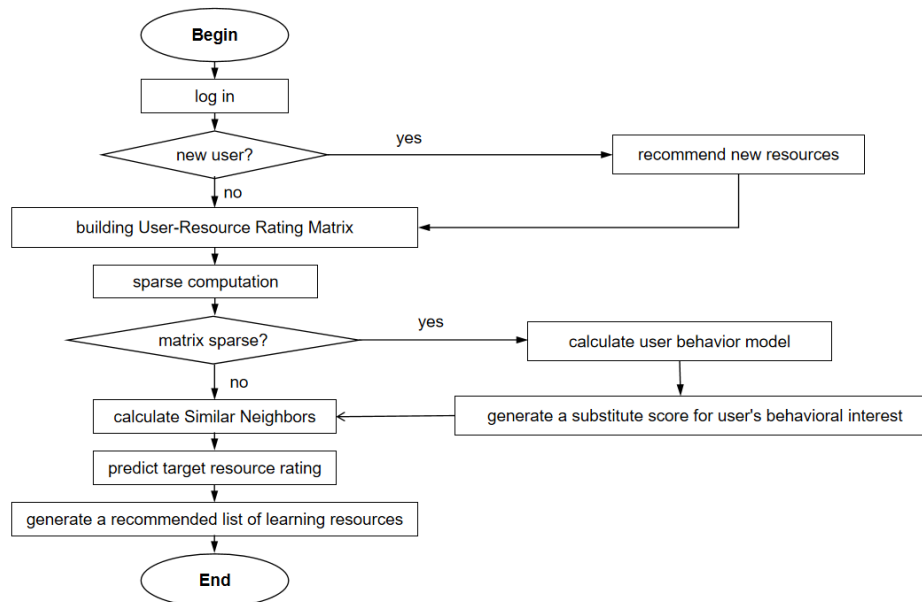 Begin
log in
new user?
yes
recommend new resources
no
building User-Resource Rating Matrix
sparse computation
matrix sparse?
yes
calculate user behavior model
no
calculate Similar Neighbors
generate a substitute score for user's behavioral interest
predict target resource rating
generate a recommended list of learning resources
End